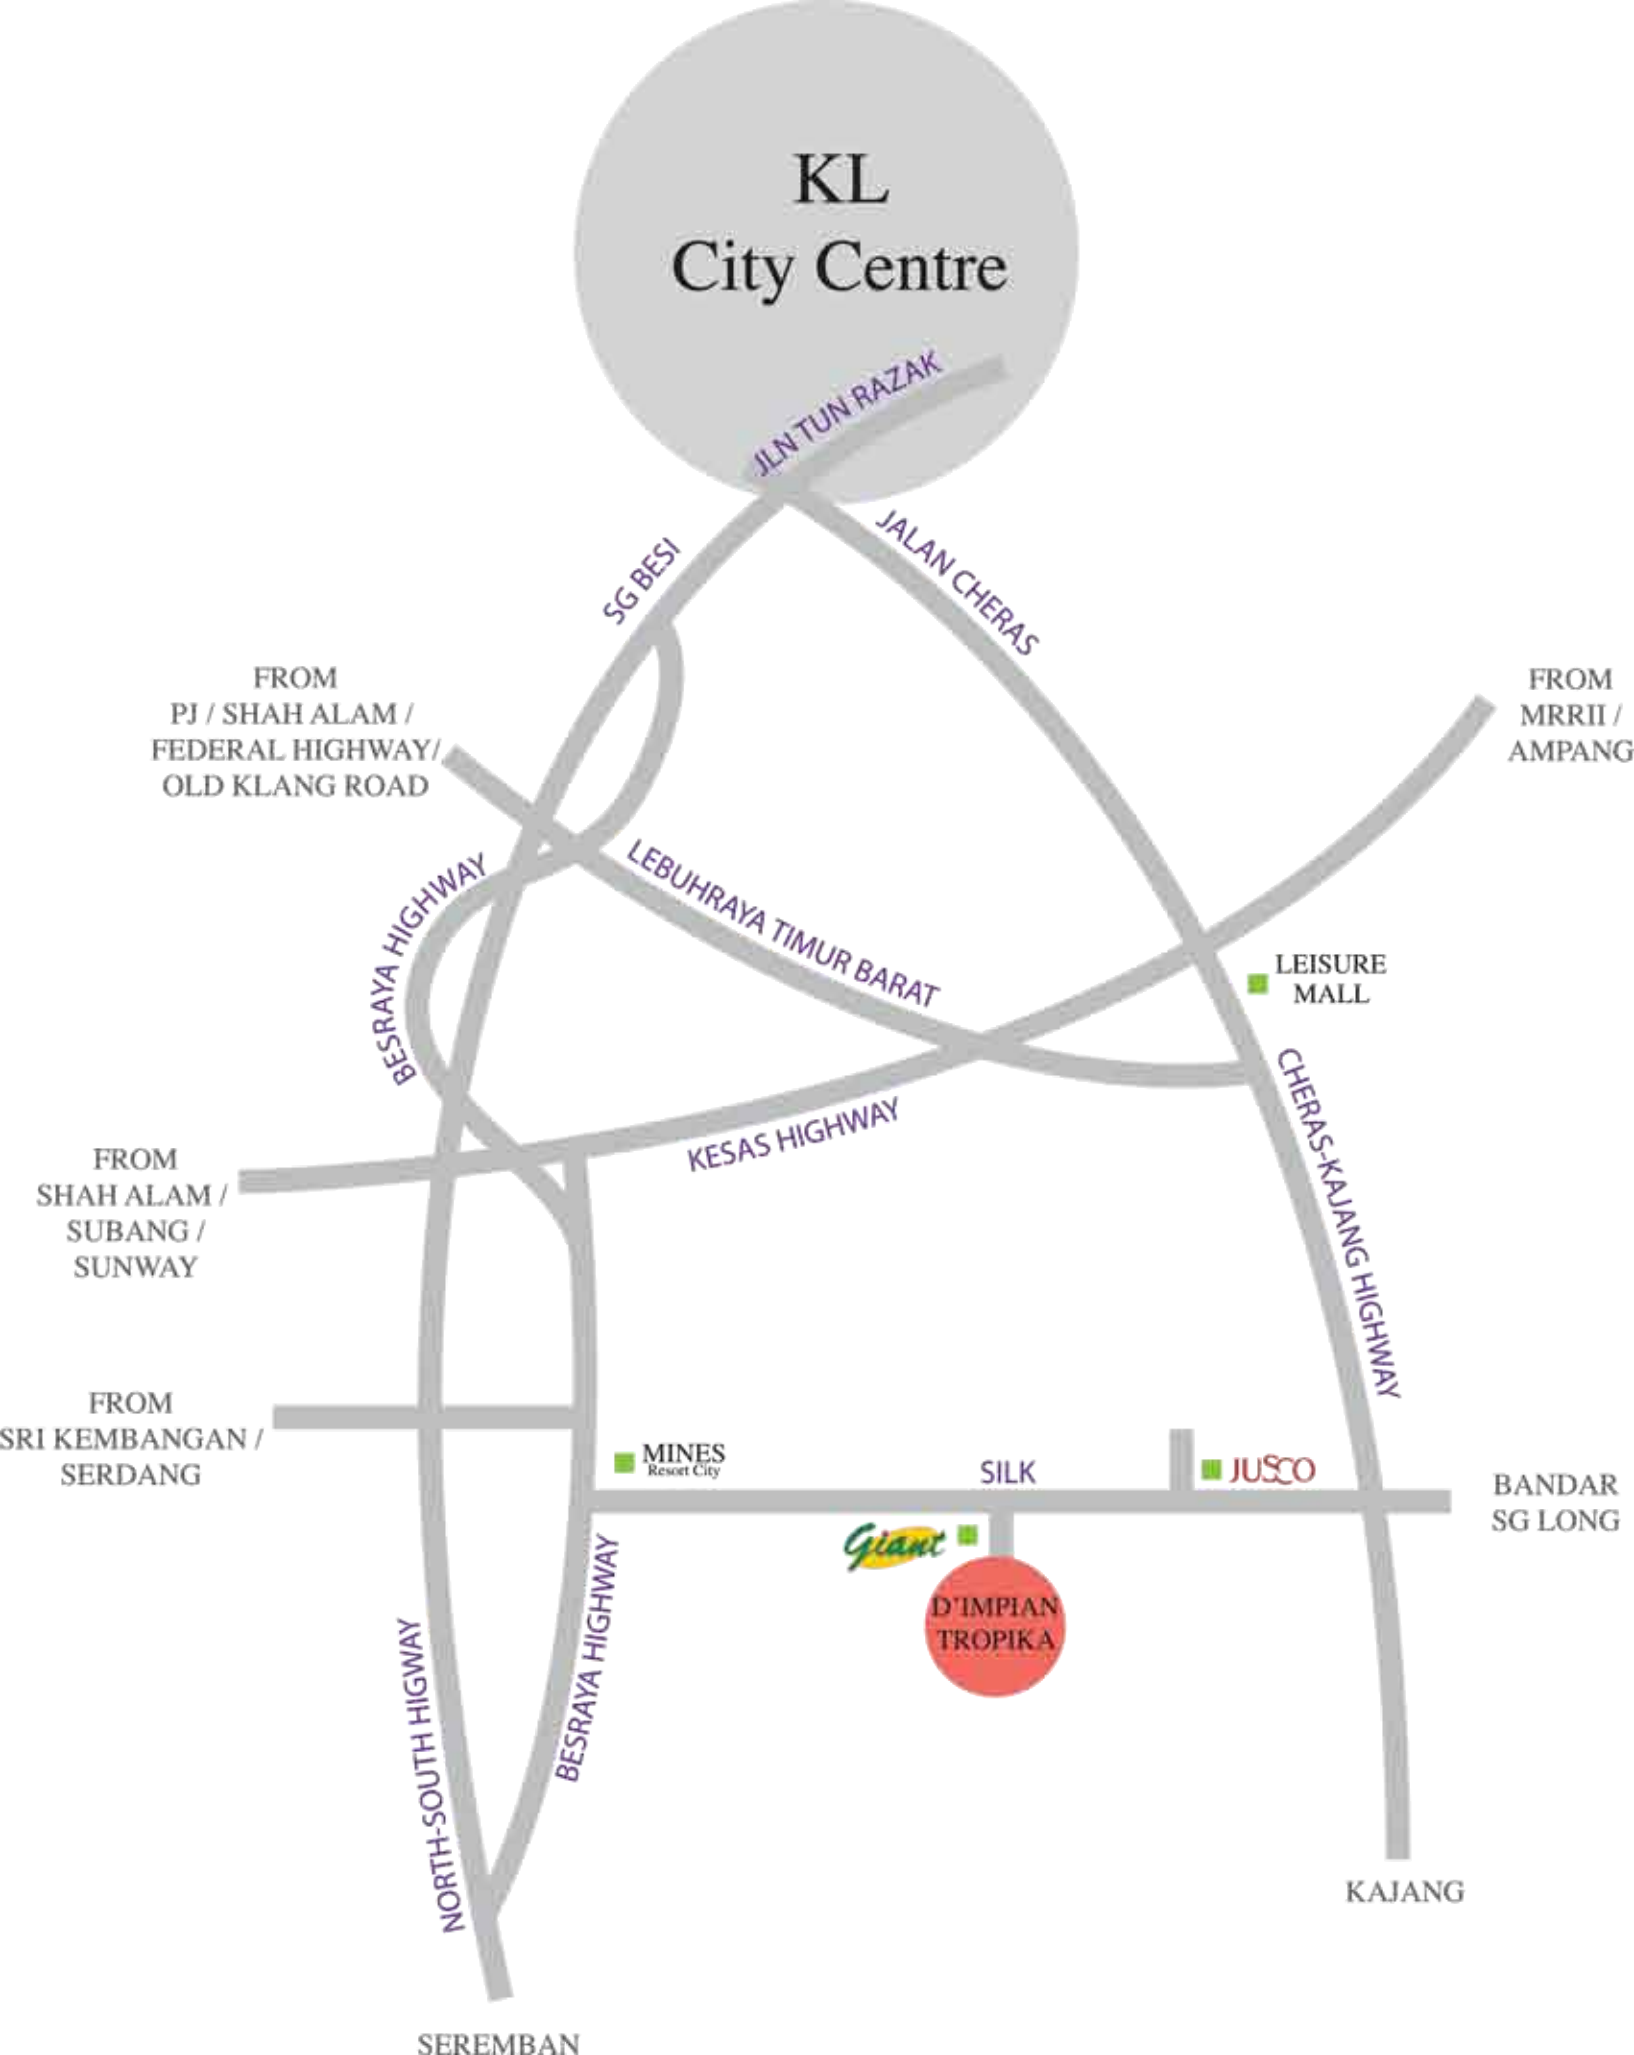 KL
City Centre
JLN TUN RAZAK
SG BESI
JALAN CHERAS
FROM
PJ / SHAH ALAM /
FEDERAL HIGHWAY/
OLD KLANG ROAD
FROM
MRRII /
AMPANG
BESRAYA HIGHWAY
LEBUHRAYA TIMUR BARAT
LEISURE
MALL
KESAS HIGHWAY
CHERAS-KAJANG HIGHWAY
FROM
SHAH ALAM /
SUBANG /
SUNWAY
FROM
SRI KEMBANGAN /
SERDANG
MINES
Resort City
SILK
JUSCO
BANDAR
SG LONG
Giant
D'IMPIAN
TROPIKA
BESRAYA HIGHWAY
NORTH-SOUTH HIGWAY
KAJANG
SEREMBAN